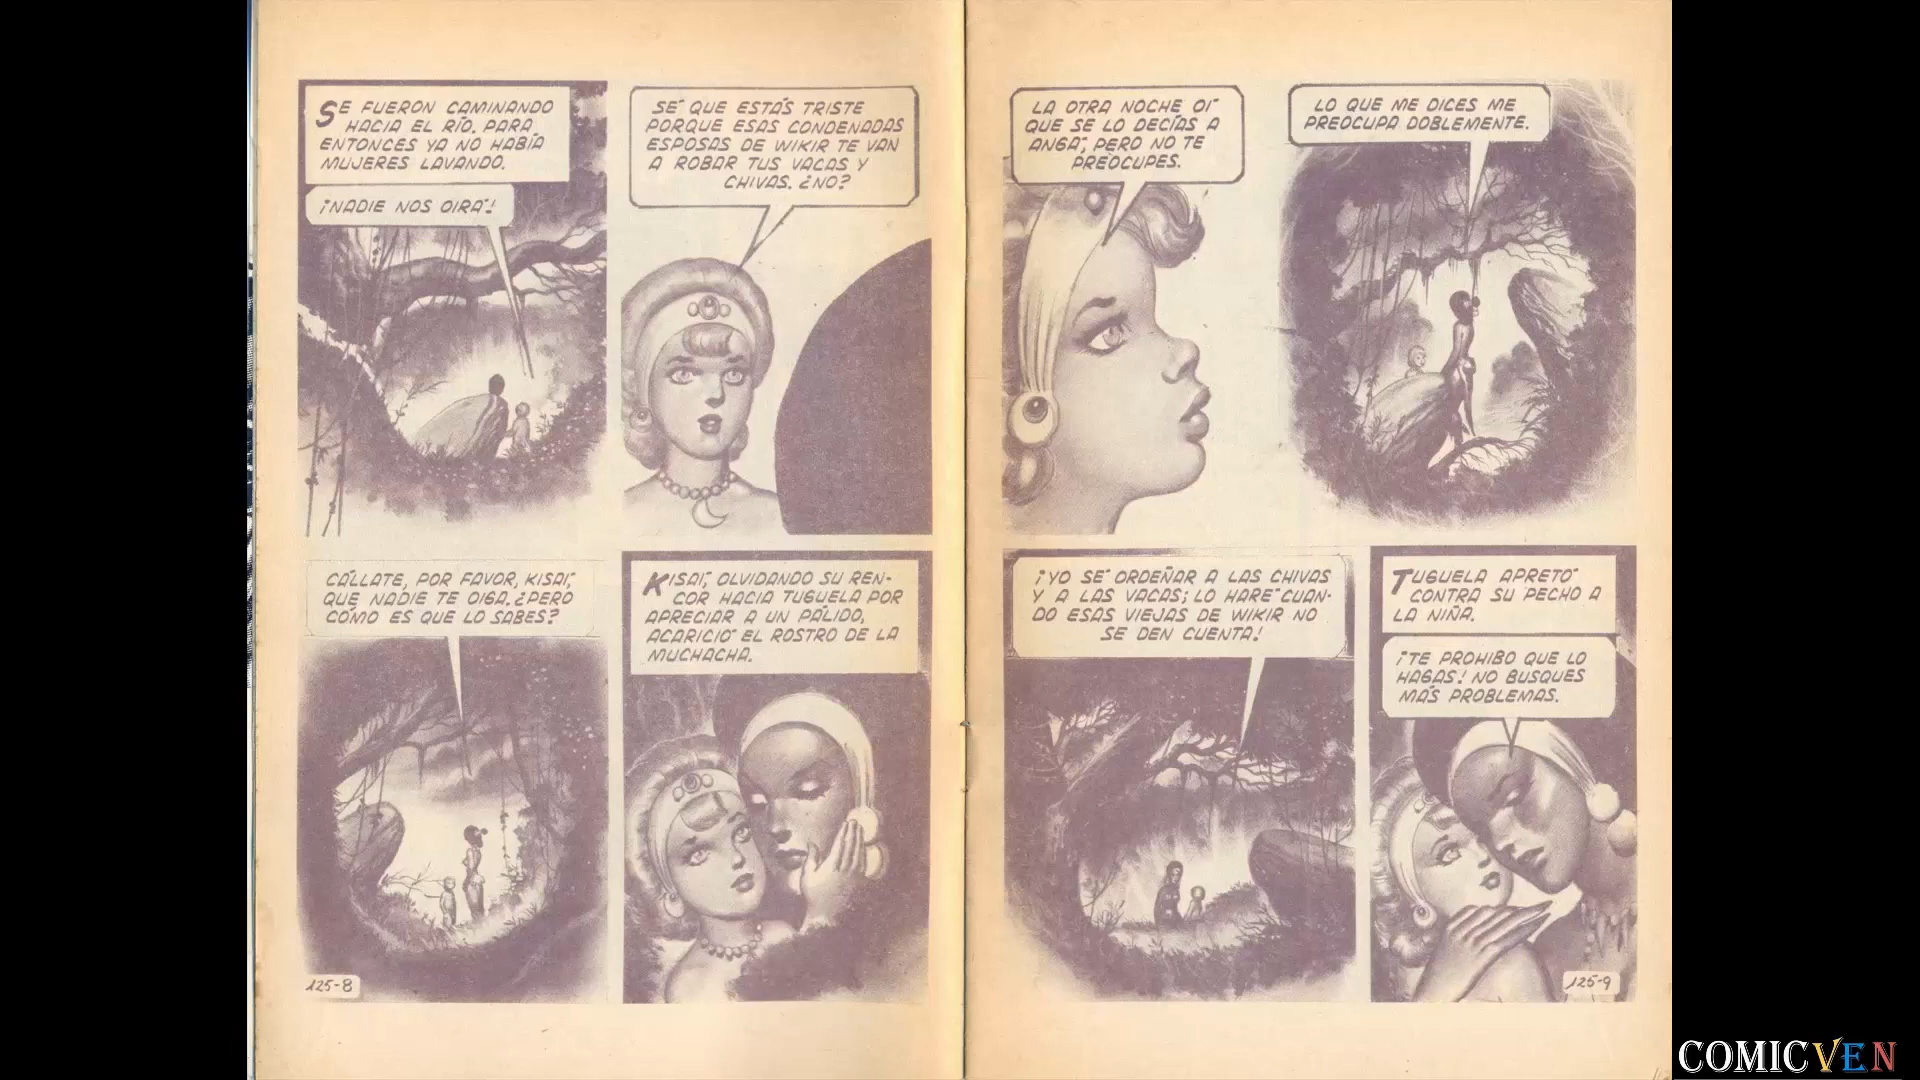 SE FUERON CAMINANDO
HACIA EL RÍO. PARA
ENTONCES YA NO HABÍA
MUJERES LAVANDO.
¡NADIE NOS OIRÁ!
SÉ QUE ESTÁS TRISTE
PORQUE ESAS CONDENADAS
ESPOSAS DE WIKIR TE VAN
A ROBAR TUS VACAS Y
CHIVAS. ¿NO?
CÁLLATE, POR FAVOR, KISAÍ,
QUE NADIE TE OIGA. ¿PERO
CÓMO ES QUE LO SABES?
KISAÍ, OLVIDANDO SU REN-
COR HACIA TUGUELA POR
APRECIAR A UN PÁLIDO,
ACARICIÓ EL ROSTRO DE LA
MUCHACHA.
125-8
LA OTRA NOCHE OÍ
QUE SE LO DECÍAS A
ANGÁ, PERO NO TE
PREOCUPES.
LO QUE ME DICES ME
PREOCUPA DOBLEMENTE.
¡YO SÉ ORDEÑAR A LAS CHIVAS
Y A LAS VACAS; LO HARÉ CUAN-
DO ESAS VIEJAS DE WIKIR NO
SE DEN CUENTA!
TUGUELA APRETÓ
CONTRA SU PECHO A
LA NIÑA.
¡TE PROHIBO QUE LO
HAGAS! NO BUSQUES
MÁS PROBLEMAS.
125-9
COMICVEN